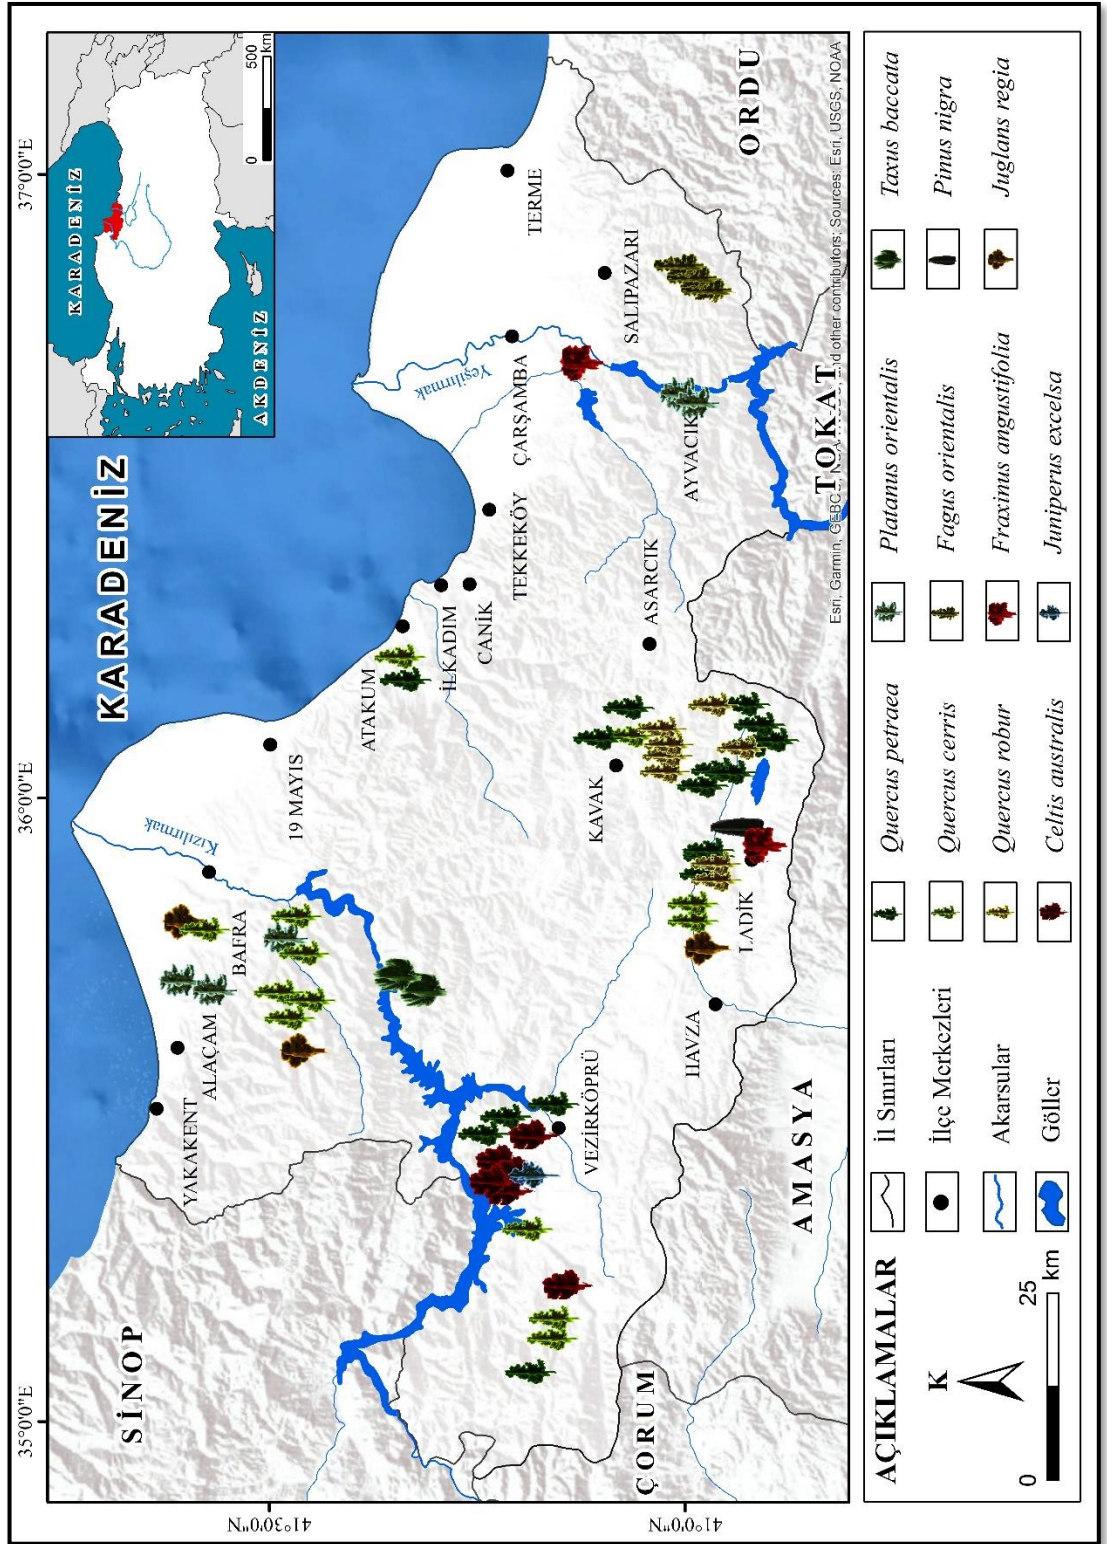 KARADENİZ
AKDENİZ
0
500
km
35°0'0"E
36°0'0"E
37°0'0"E
41°30'0"N
41°0'0"N
KARADENİZ
SİNOP
ÇORUM
AMASYA
TOKAT
ORDU
YAKAKENT
ALAÇAM
BAFRA
Kızılırmak
19 MAYIS
ATAKUM
İLKADIM
CANİK
TEKKEKÖY
ÇARŞAMBA
Yeşilırmak
TERME
SALIPAZARI
AYVACIK
ASARCIK
KAVAK
LADİK
HAVZA
VEZİRKÖPRÜ
Esri, Garmin, GEBCO, NOAA
and other contributors; Sources: Esri, USGS, NOAA
AÇIKLAMALAR
K
0
25
km
İl Sınırları
İlçe Merkezleri
Akarsular
Göller
Quercus petraea
Quercus cerris
Quercus robur
Celtis australis
Platanus orientalis
Fagus orientalis
Fraxinus angustifolia
Juniperus excelsa
Taxus baccata
Pinus nigra
Juglans regia